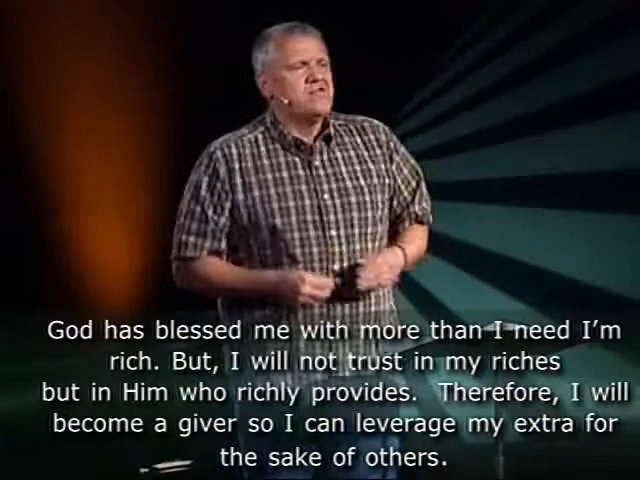 God has blessed me with more than I need I'm
rich. But, I will not trust in my riches
but in Him who richly provides. Therefore, I will
become a giver so I can leverage my extra for
the sake of others.